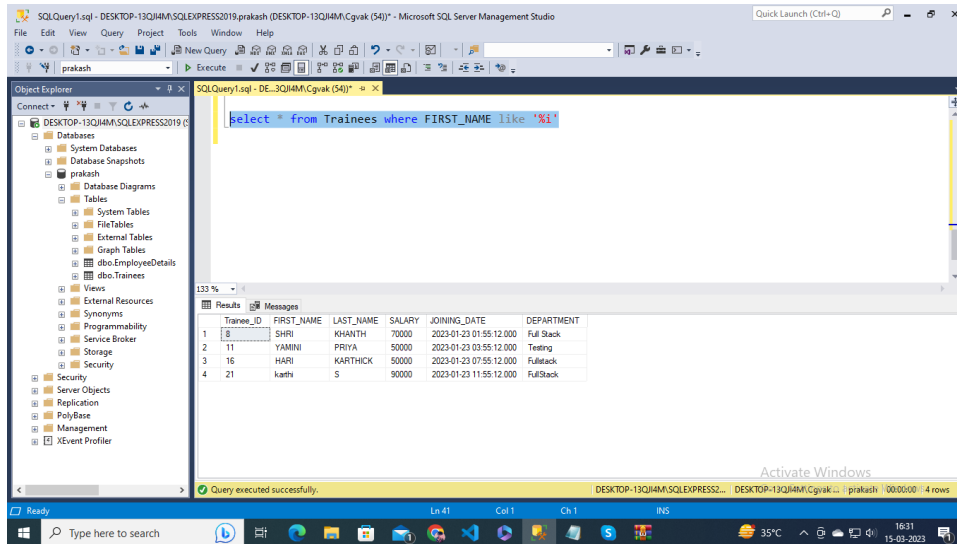 SQLQuery1.sql - DESKTOP-13QJI4M\SQLEXPRESS2019.prakash (DESKTOP-13QJI4M\Cgvak (54))* - Microsoft SQL Server Management Studio
Quick Launch (Ctrl+Q)
File Edit View Query Project Tools Window Help
New Query
prakash
Execute
Object Explorer
SQLQuery1.sql - DE...3QJI4M\Cgvak (54))*
Connect
DESKTOP-13QJI4M\SQLEXPRESS2019 (S
Databases
System Databases
Database Snapshots
prakash
Database Diagrams
Tables
System Tables
FileTables
External Tables
Graph Tables
dbo.EmployeeDetails
dbo.Trainees
Views
External Resources
Synonyms
Programmability
Service Broker
Storage
Security
Security
Server Objects
Replication
PolyBase
Management
XEvent Profiler
select * from Trainees where FIRST_NAME like '%i'
133 %
Results Messages
Trainee_ID FIRST_NAME LAST_NAME SALARY JOINING_DATE DEPARTMENT
1 8 SHRI KHANTH 70000 2023-01-23 01:55:12.000 Full Stack
2 11 YAMINI PRIYA 50000 2023-01-23 03:55:12.000 Testing
3 16 HARI KARTHICK 50000 2023-01-23 07:55:12.000 Fullstack
4 21 karthi S 90000 2023-01-23 11:55:12.000 FullStack
Activate Windows
Query executed successfully.
DESKTOP-13QJI4M\SQLEXPRESS2... DESKTOP-13QJI4M\Cgvak ... prakash 00:00:00 4 rows
Ready Ln 41 Col 1 Ch 1 INS
Type here to search
35°C
16:31
15-03-2023